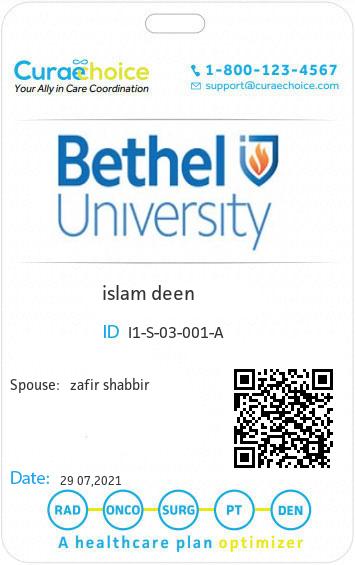 Curaechoice
Your Ally in Care Coordination
1-800-123-4567
support@curaechoice.com
Bethel
University
islam deen
ID I1-S-03-001-A
Spouse: zafir shabbir
Date: 29 07,2021
RAD ONCO SURG PT DEN
A healthcare plan optimizer